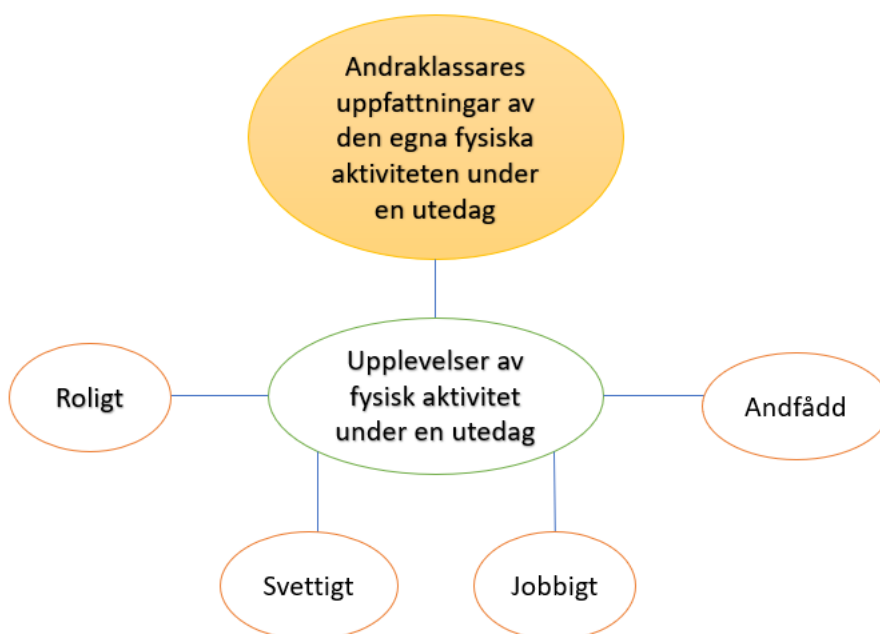 Andraklassares
uppfattningar av
den egna fysiska
aktiviteten under
en utedag
Upplevelser av
fysisk aktivitet
under en utedag
Roligt
Andfådd
Svettigt
Jobbigt